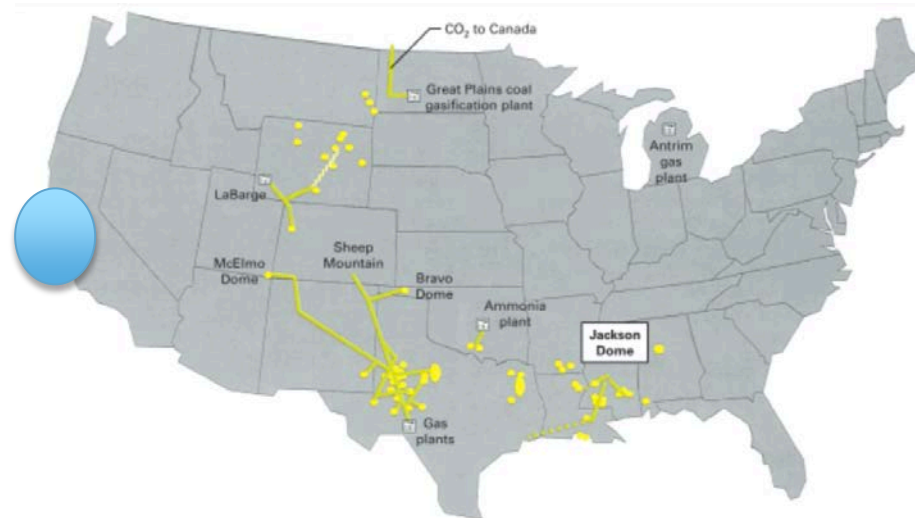 CO₂ to Canada
Great Plains coal
gasification plant
Antrim
gas
plant
LaBarge
McElmo
Dome
Sheep
Mountain
Bravo
Dome
Ammonia
plant
Jackson
Dome
Gas
plants